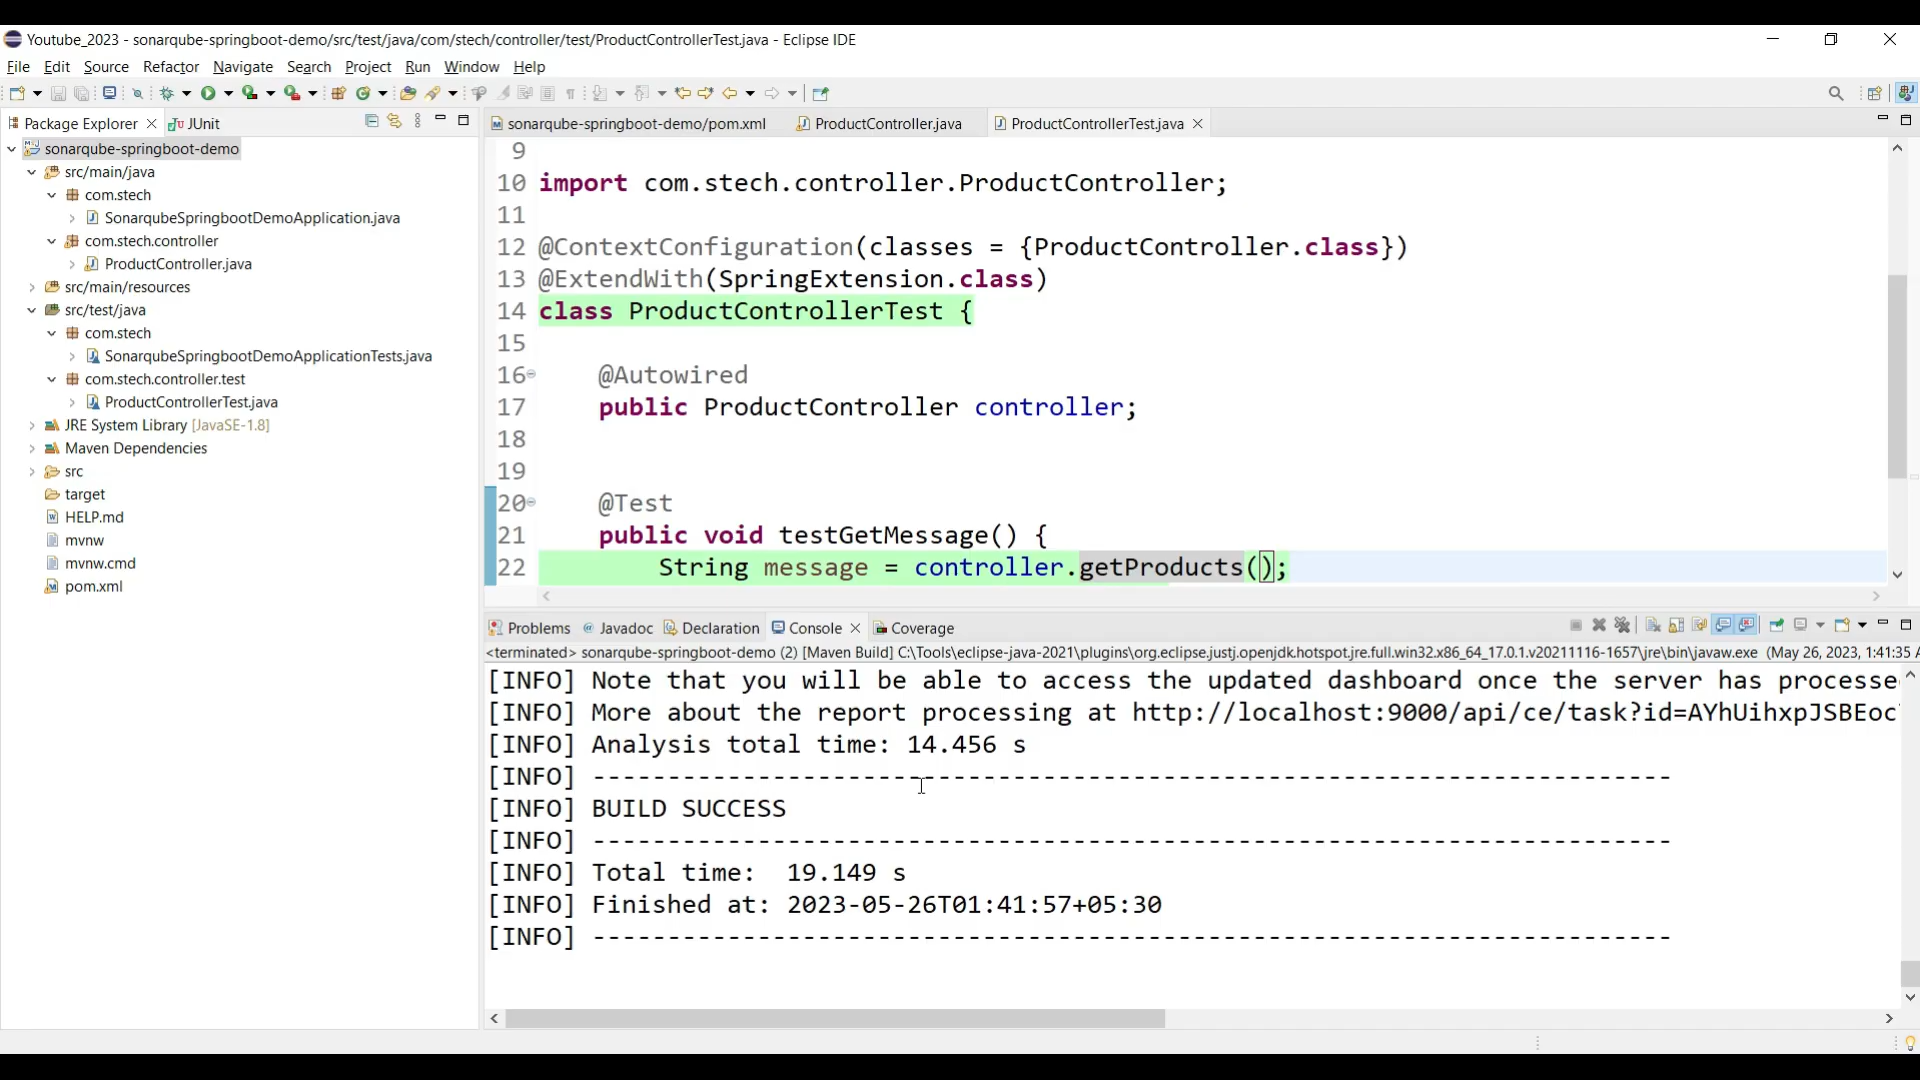 Youtube_2023 - sonarqube-springboot-demo/src/test/java/com/stech/controller/test/ProductControllerTest.java - Eclipse IDE
File Edit Source Refactor Navigate Search Project Run Window Help
Package Explorer JUnit
sonarqube-springboot-demo
src/main/java
com.stech
SonarqubeSpringbootDemoApplication.java
com.stech.controller
ProductController.java
src/main/resources
src/test/java
com.stech
SonarqubeSpringbootDemoApplicationTests.java
com.stech.controller.test
ProductControllerTest.java
JRE System Library [JavaSE-1.8]
Maven Dependencies
src
target
HELP.md
mvnw
mvnw.cmd
pom.xml
sonarqube-springboot-demo/pom.xml ProductController.java ProductControllerTest.java
9
10 import com.stech.controller.ProductController;
11
12 @ContextConfiguration(classes = {ProductController.class})
13 @ExtendWith(SpringExtension.class)
14 class ProductControllerTest {
15
16 @Autowired
17 public ProductController controller;
18
19
20 @Test
21 public void testGetMessage() {
22 String message = controller.getProducts();
Problems Javadoc Declaration Console Coverage
<terminated> sonarqube-springboot-demo (2) [Maven Build] C:\Tools\eclipse-java-2021\plugins\org.eclipse.justj.openjdk.hotspot.jre.full.win32.x86_64_17.0.1.v20211116-1657\jre\bin\javaw.exe (May 26, 2023, 1:41:35 A
[INFO] Note that you will be able to access the updated dashboard once the server has processe
[INFO] More about the report processing at http://localhost:9000/api/ce/task?id=AYhUihxpJSBEoc
[INFO] Analysis total time: 14.456 s
[INFO] ------------------------------------------------------------------------
[INFO] BUILD SUCCESS
[INFO] ------------------------------------------------------------------------
[INFO] Total time:  19.149 s
[INFO] Finished at: 2023-05-26T01:41:57+05:30
[INFO] ------------------------------------------------------------------------